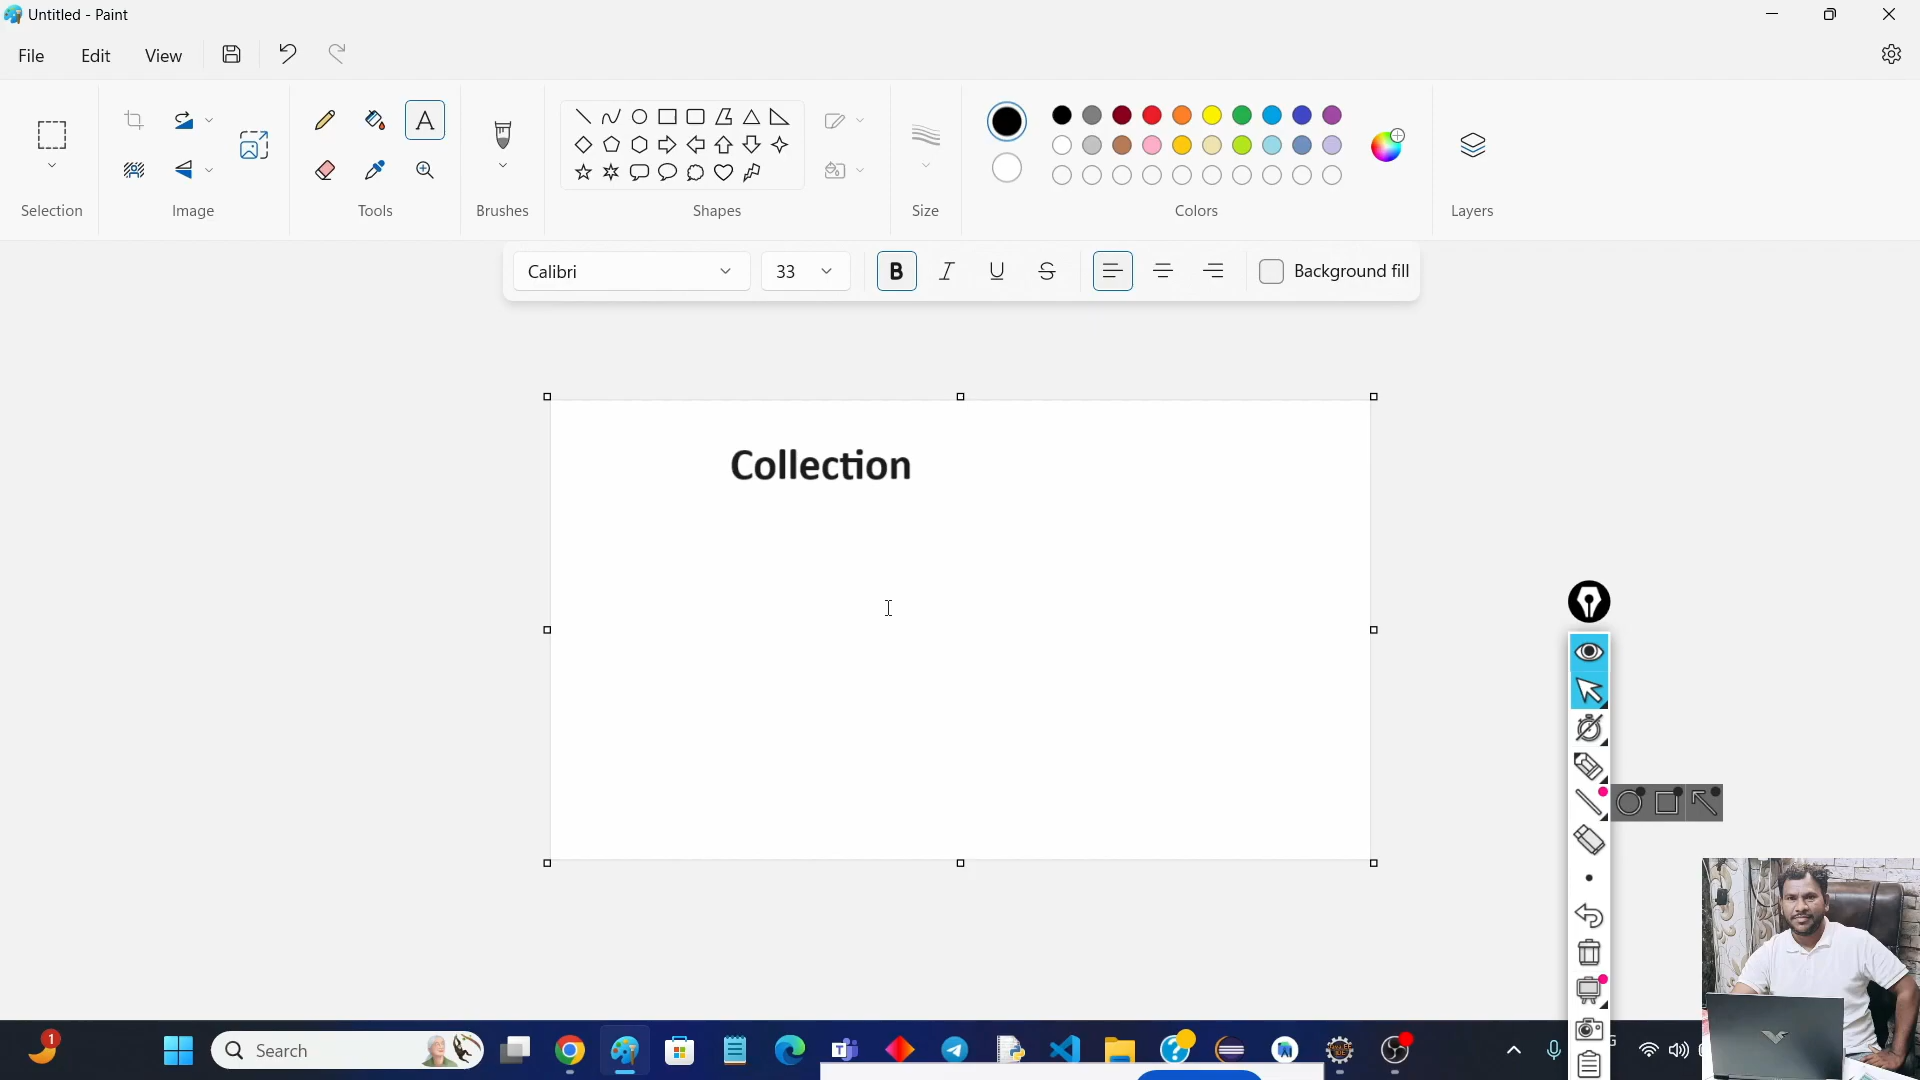 Untitled - Paint
File Edit View
Selection Image Tools Brushes Shapes Size Colors Layers
Calibri 33 B I U S Background fill
Collection
1 Search